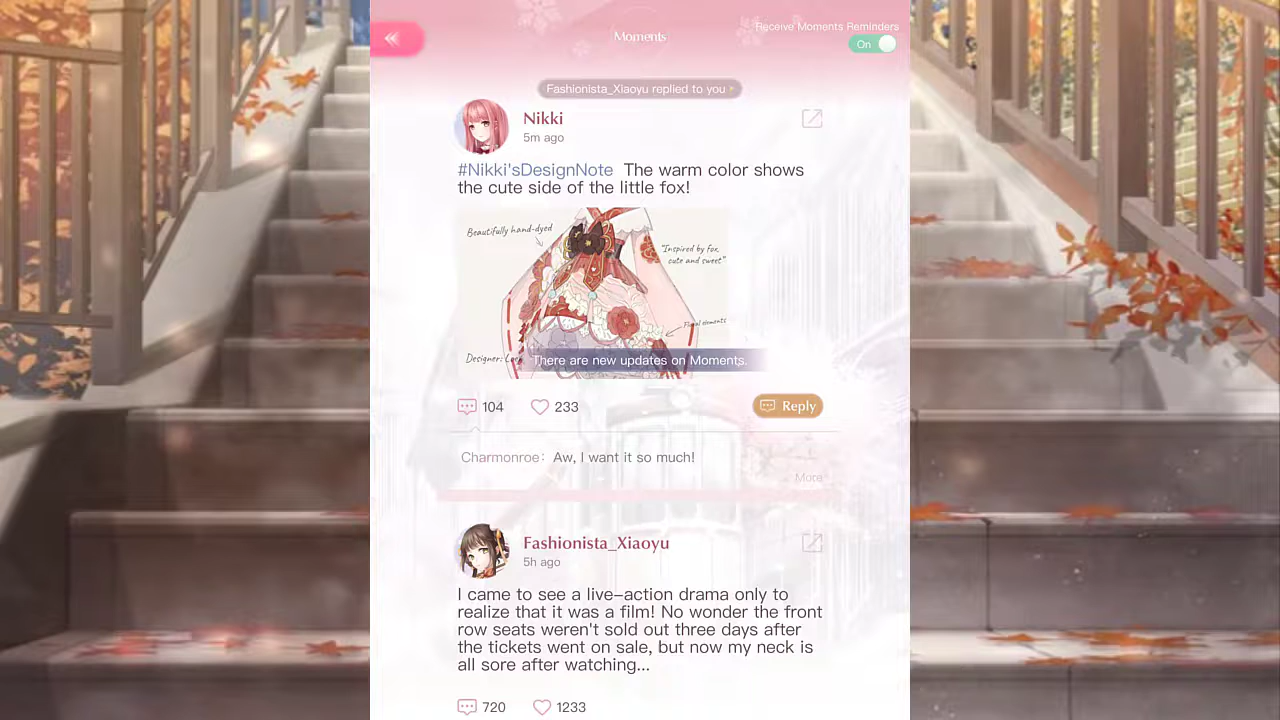 Moments
Receive Moments Reminders
On
Fashionista_Xiaoyu replied to you
Nikki
5m ago
#Nikki'sDesignNote The warm color shows
the cute side of the little fox!
Beautifully hand-dyed
"Inspired by fox,
cute and sweet"
Floral elements
Designer:
There are new updates on Moments.
104
233
Reply
Charmonroe: Aw, I want it so much!
More
Fashionista_Xiaoyu
5h ago
I came to see a live-action drama only to
realize that it was a film! No wonder the front
row seats weren't sold out three days after
the tickets went on sale, but now my neck is
all sore after watching...
720
1233